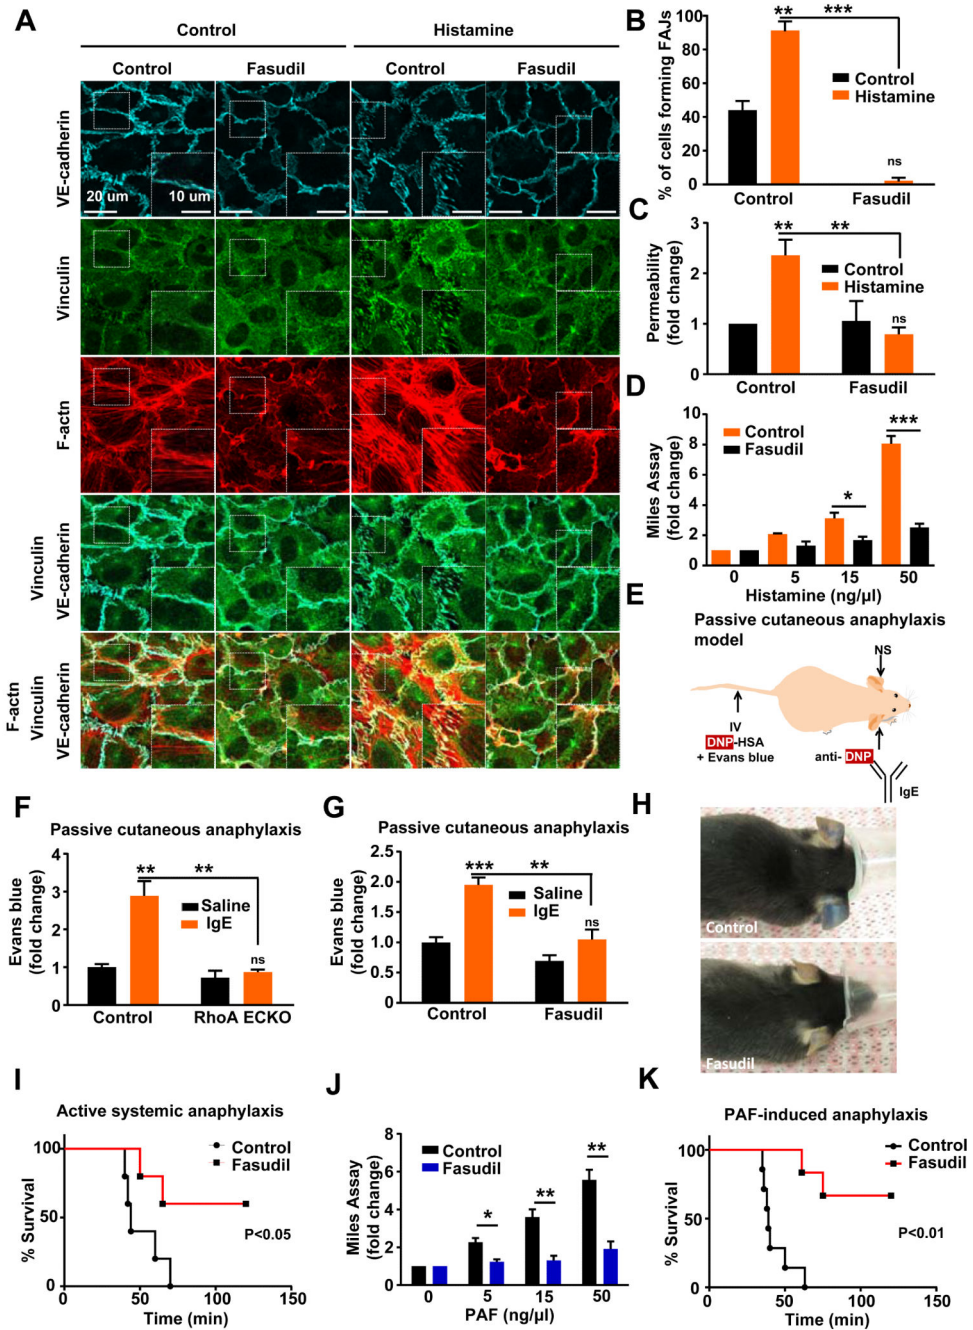 A
Control
Histamine
Control
Fasudil
Control
Fasudil
VE-cadherin
20 um
10 um
Vinculin
F-actn
Vinculin
VE-cadherin
F-actn
Vinculin
VE-cadherin
B
% of cells forming FAJs
100
80
60
40
20
0
** ***
Control
Histamine
ns
Control
Fasudil
C
Permeability
(fold change)
3
2
1
0
** **
Control
Histamine
ns
Control
Fasudil
D
Miles Assay
(fold change)
10
8
6
4
2
0
Control
Fasudil
*
***
0
5
15
50
Histamine (ng/µl)
E
Passive cutaneous anaphylaxis
model
NS
IV
DNP-HSA
+ Evans blue
anti- DNP
IgE
F
Passive cutaneous anaphylaxis
Evans blue
(fold change)
4
3
2
1
0
** **
Saline
IgE
ns
Control
RhoA ECKO
G
Passive cutaneous anaphylaxis
Evans blue
(fold change)
2.5
2.0
1.5
1.0
0.5
0
*** **
Saline
IgE
ns
Control
Fasudil
H
Control
Fasudil
I
Active systemic anaphylaxis
% Survival
100
50
0
Control
Fasudil
P<0.05
0
50
100
150
Time (min)
J
Miles Assay
(fold change)
8
6
4
2
0
Control
Fasudil
*
**
**
0
5
15
50
PAF (ng/µl)
K
PAF-induced anaphylaxis
% Survival
100
50
0
Control
Fasudil
P<0.01
0
50
100
150
Time (min)